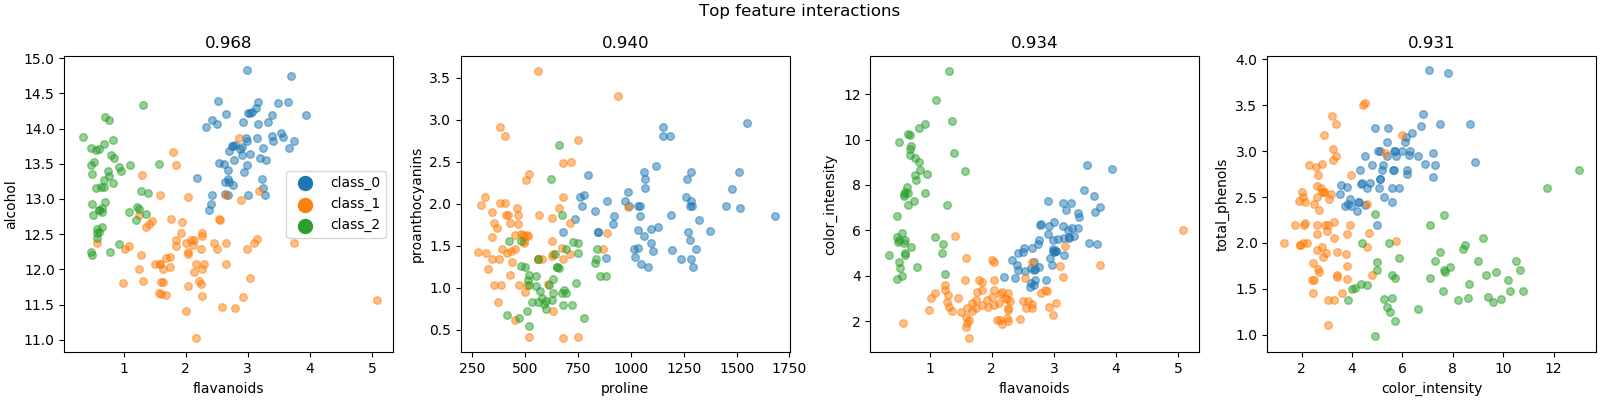 Top feature interactions
0.968
alcohol
15.0
14.5
14.0
13.5
13.0
12.5
12.0
11.5
11.0
class_0
class_1
class_2
1 2 3 4 5
flavanoids
0.940
proanthocyanins
3.5
3.0
2.5
2.0
1.5
1.0
0.5
250 500 750 1000 1250 1500 1750
proline
0.934
color_intensity
12
10
8
6
4
2
1 2 3 4 5
flavanoids
0.931
total_phenols
4.0
3.5
3.0
2.5
2.0
1.5
1.0
2 4 6 8 10 12
color_intensity